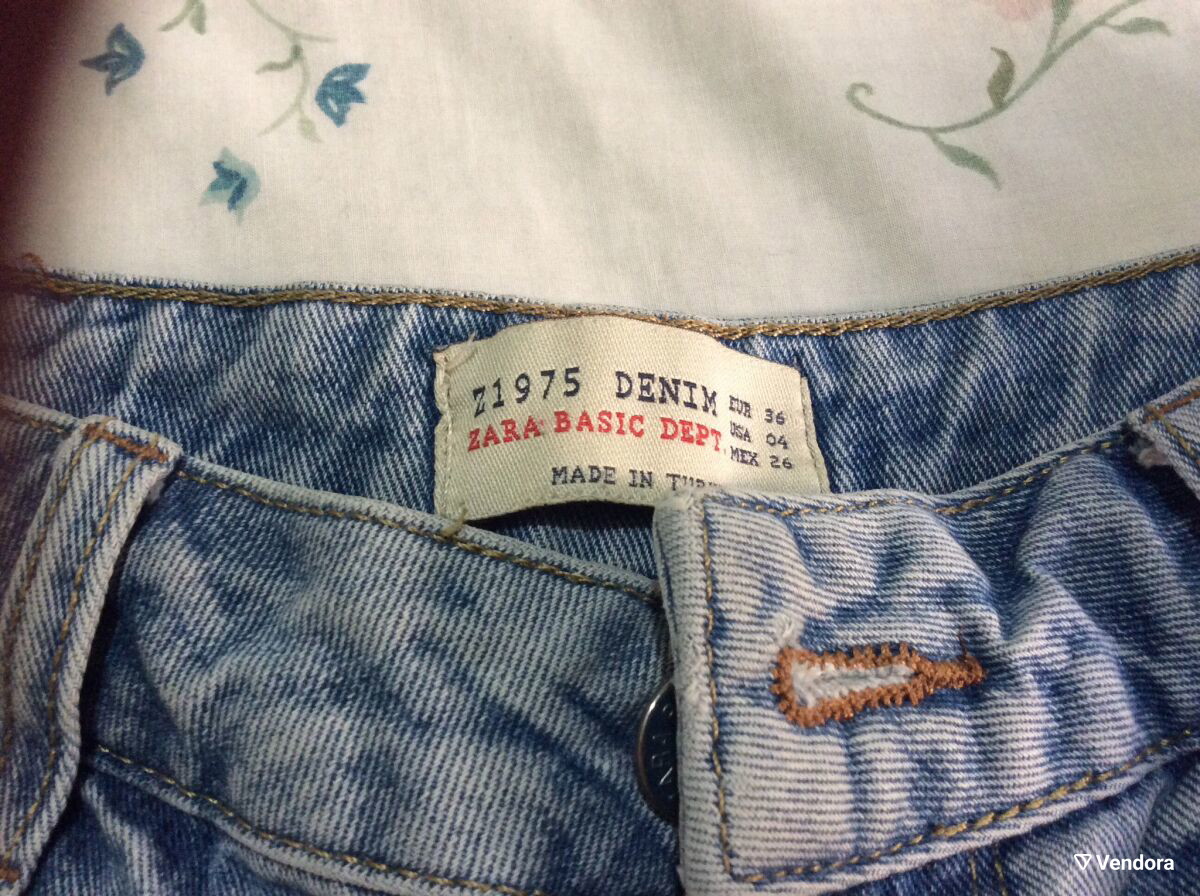 Z1975 DENIM
ZARA BASIC DEPT.
EUR 36
USA 04
MEX 26
MADE IN
Vendora